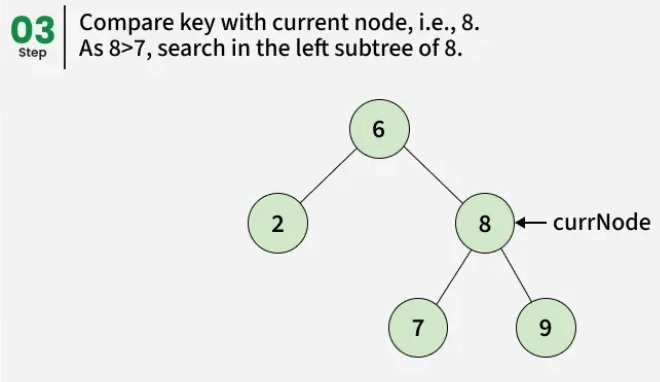 03
Step
Compare key with current node, i.e., 8.
As 8>7, search in the left subtree of 8.
6
2
8
currNode
7
9